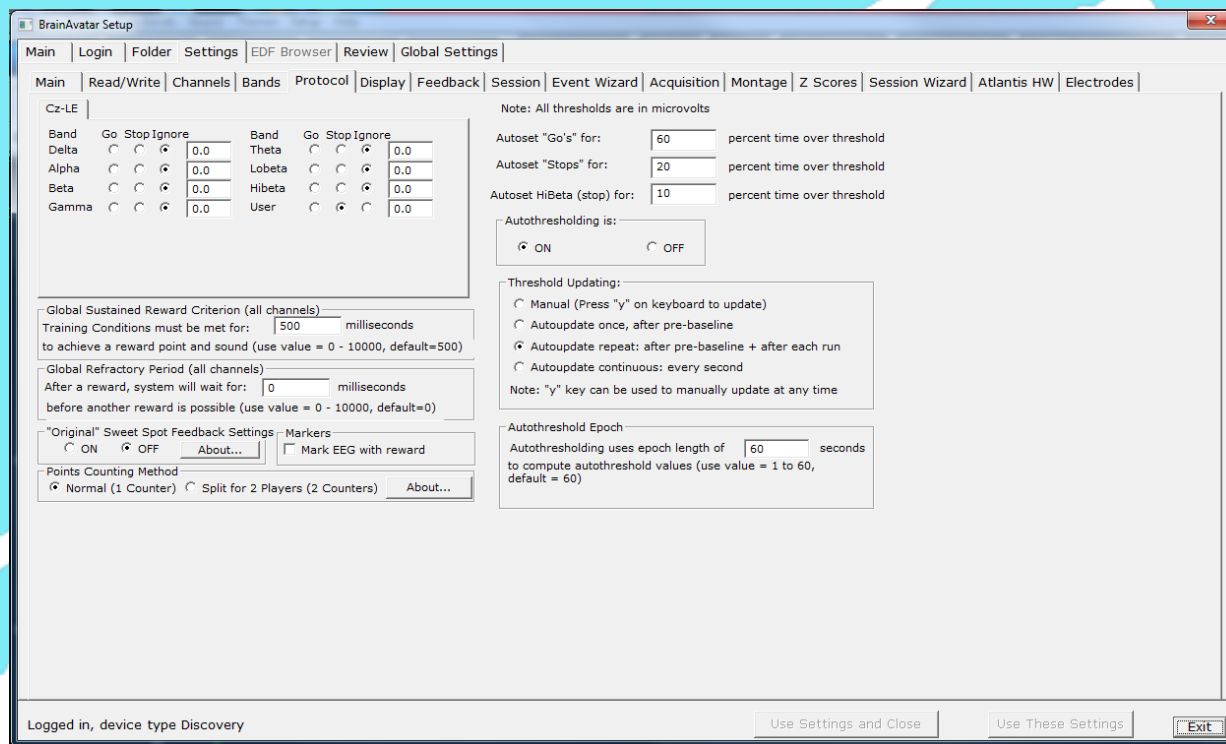 BrainAvatar Setup
Main Login Folder Settings EDF Browser Review Global Settings
Main Read/Write Channels Bands Protocol Display Feedback Session Event Wizard Acquisition Montage Z Scores Session Wizard Atlantis HW Electrodes
Cz-LE
Band Go Stop Ignore Band Go Stop Ignore
Delta 0.0 Theta 0.0
Alpha 0.0 Lobeta 0.0
Beta 0.0 Hibeta 0.0
Gamma 0.0 User 0.0
Global Sustained Reward Criterion (all channels)
Training Conditions must be met for: 500 milliseconds
to achieve a reward point and sound (use value = 0 - 10000, default=500)
Global Refractory Period (all channels)
After a reward, system will wait for: 0 milliseconds
before another reward is possible (use value = 0 - 10000, default=0)
"Original" Sweet Spot Feedback Settings
ON OFF About...
Markers
Mark EEG with reward
Points Counting Method
Normal (1 Counter) Split for 2 Players (2 Counters) About...
Note: All thresholds are in microvolts
Autoset "Go's" for: 60 percent time over threshold
Autoset "Stops" for: 20 percent time over threshold
Autoset HiBeta (stop) for: 10 percent time over threshold
Autothresholding is:
ON OFF
Threshold Updating:
Manual (Press "y" on keyboard to update)
Autoupdate once, after pre-baseline
Autoupdate repeat: after pre-baseline + after each run
Autoupdate continuous: every second
Note: "y" key can be used to manually update at any time
Autothreshold Epoch
Autothresholding uses epoch length of 60 seconds
to compute autothreshold values (use value = 1 to 60,
default = 60)
Logged in, device type Discovery
Use Settings and Close Use These Settings Exit